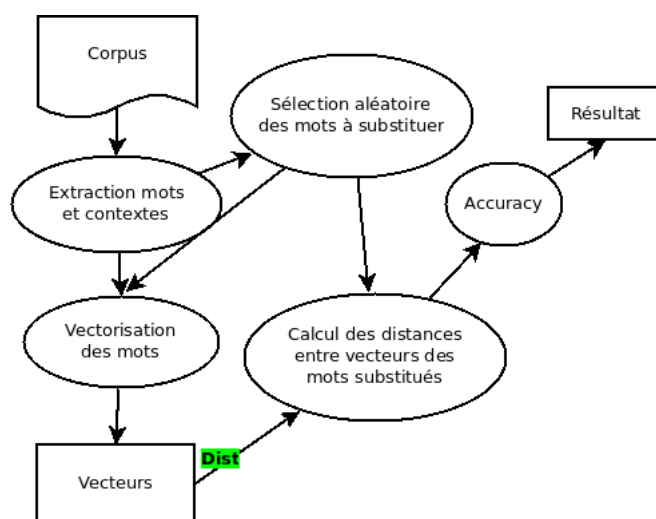 Corpus
Sélection aléatoire
des mots à substituer
Résultat
Extraction mots
et contextes
Accuracy
Vectorisation
des mots
Calcul des distances
entre vecteurs des
mots substitués
Dist
Vecteurs